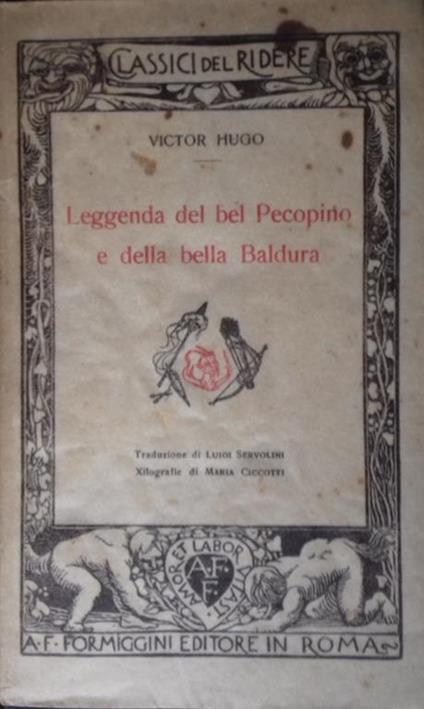 CLASSICI DEL RIDERE
VICTOR HUGO
Leggenda del bel Pecopino
e della bella Baldura
Traduzione di LUIGI SERVOLINI
Xilografie di MARIA CICCOTTI
AMOR ET LABOR VITAST
A·F·
F·
A·F·FORMIGGINI EDITORE IN ROMA